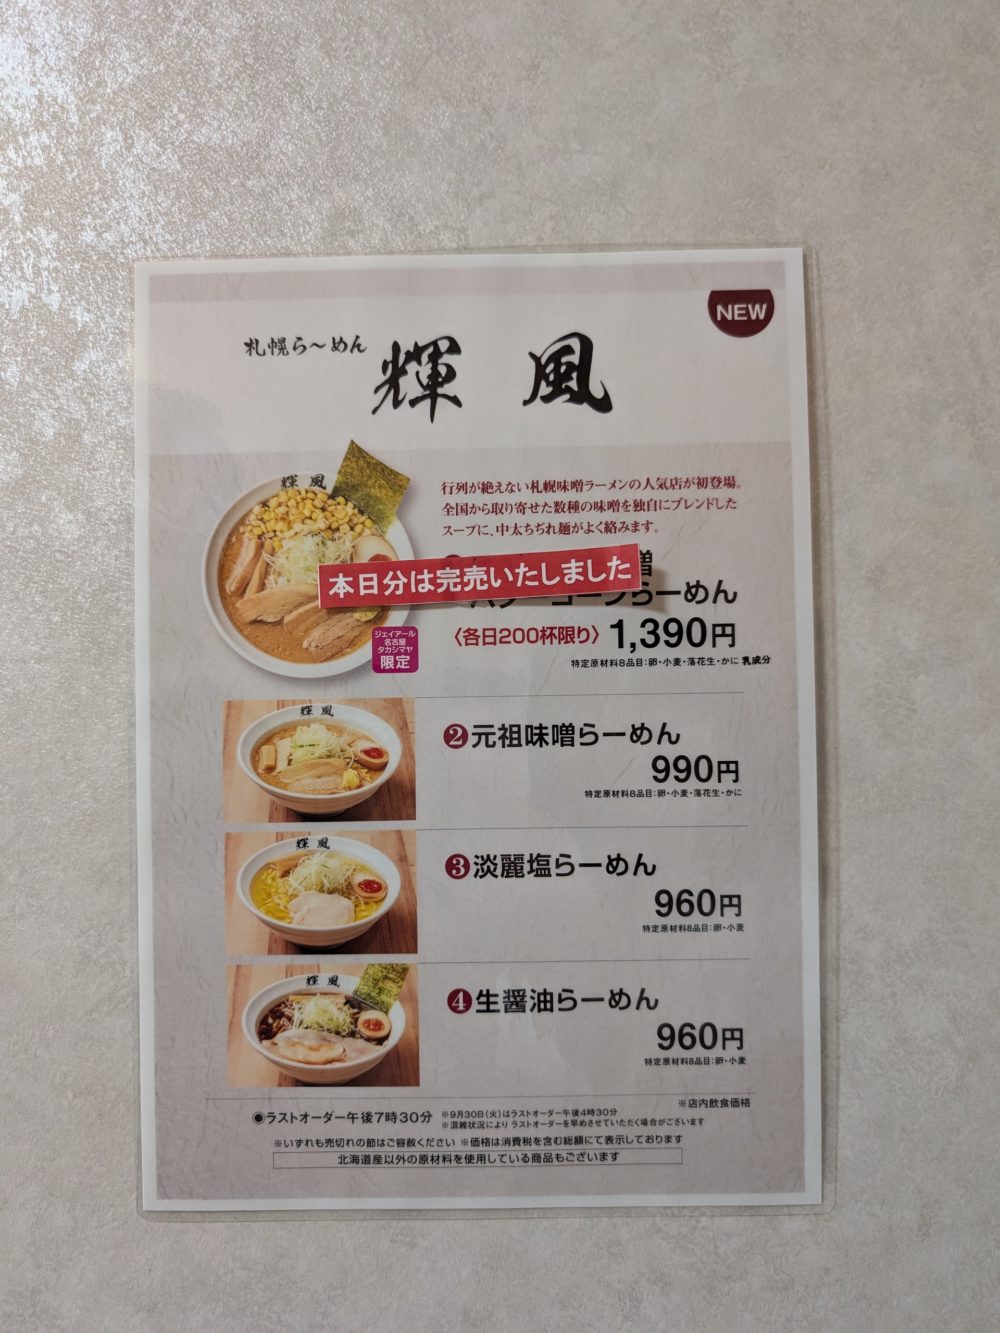 NEW
札幌ら〜めん 輝風
輝風
行列が絶えない札幌味噌ラーメンの人気店が初登場。
全国から取り寄せた数種の味噌を独自にブレンドした
スープに、中太ちぢれ麺がよく絡みます。
噌
本日分は完売いたしました
コーンらーめん
〈各日200杯限り〉 1,390円
ジェイアール
名古屋
タカシマヤ
限定
特定原材料8品目:卵・小麦・落花生・かに 乳成分
輝風
②元祖味噌らーめん
990円
特定原材料8品目:卵・小麦・落花生・かに
輝風
③淡麗塩らーめん
960円
特定原材料8品目:卵・小麦
輝風
④生醤油らーめん
960円
特定原材料8品目:卵・小麦
※店内飲食価格
◉ラストオーダー午後7時30分 ※9月30日(火)はラストオーダー午後4時30分
※混雑状況により ラストオーダーを早めさせていただく場合がございます
※いずれも売切れの節はご容赦ください ※価格は消費税を含む総額にて表示しております
北海道産以外の原材料を使用している商品もございます